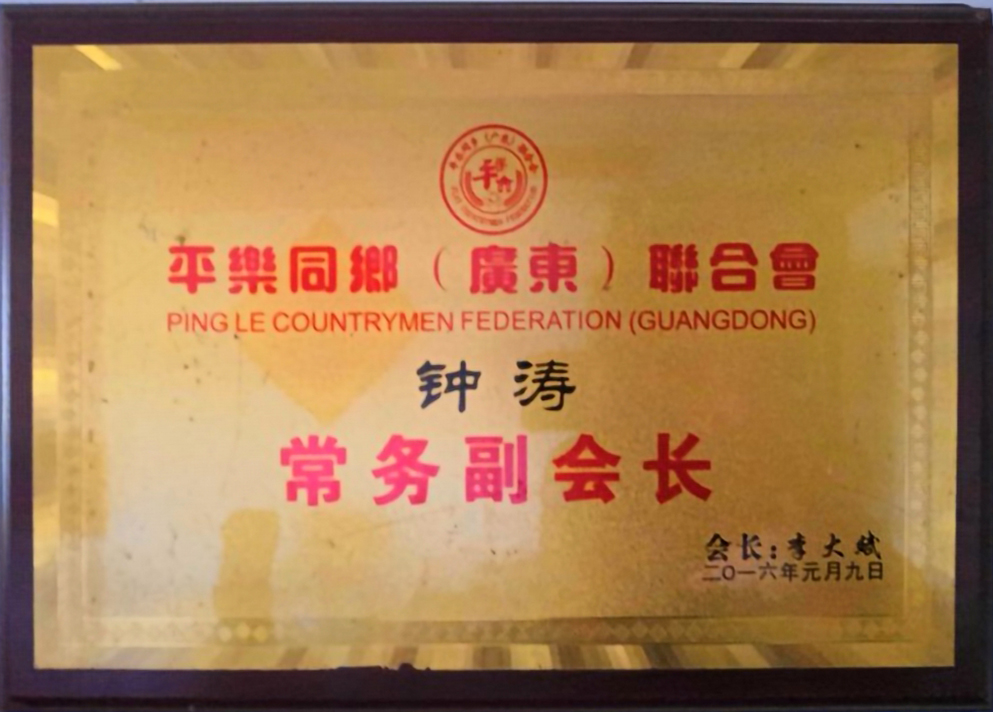 平樂同鄉（廣東）聯合會
PING LE COUNTRYMEN FEDERATION (GUANGDONG)
钟 涛
常务副会长
会长：李大斌
二O一六年元月九日